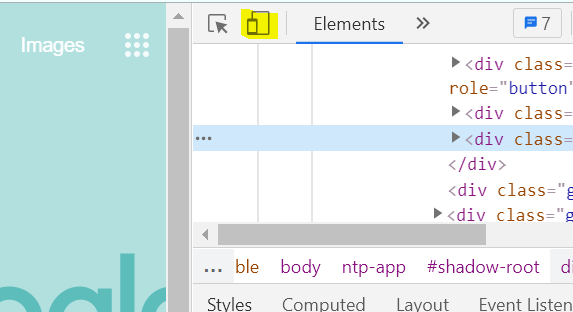 Images
Elements
7
<div class=
role="button"
<div class=
<div class=
</div>
<div class="g
<div class="g
ble body ntp-app #shadow-root di
Styles Computed Layout Event Listen